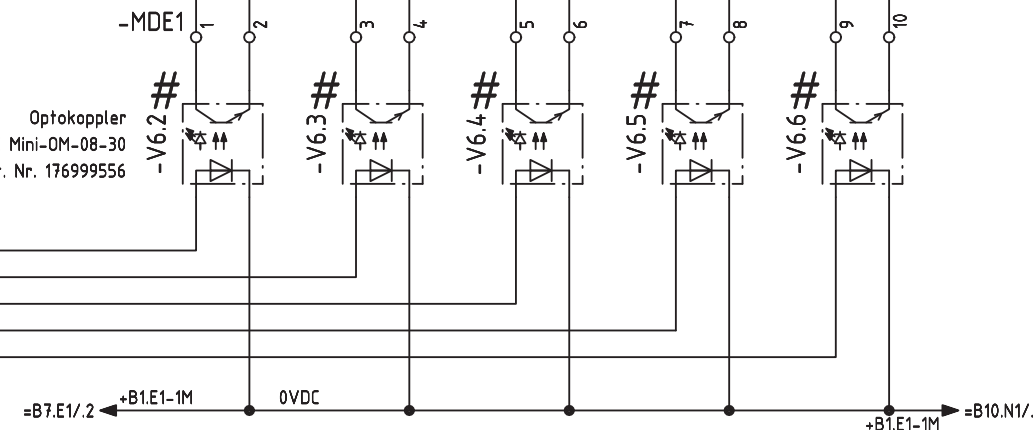 -MDE1 1 2 3 4 5 6 7 8 9 10
# # # # #
-V6.2 -V6.3 -V6.4 -V6.5 -V6.6
Optokoppler
Mini-OM-08-30
. Nr. 176999556
+B1.E1-1M 0VDC
=B7.E1/.2 =B10.N1/.
+B1.E1-1M